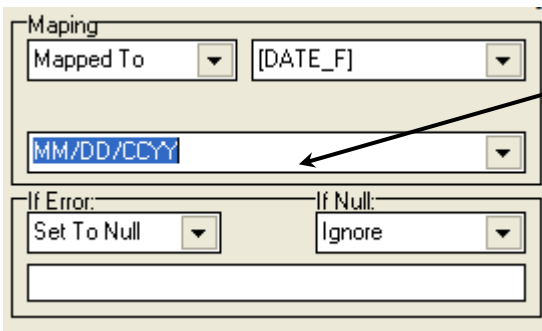 Maping
Mapped To [DATE_F]
MM/DD/CCYY
If Error: If Null:
Set To Null Ignore